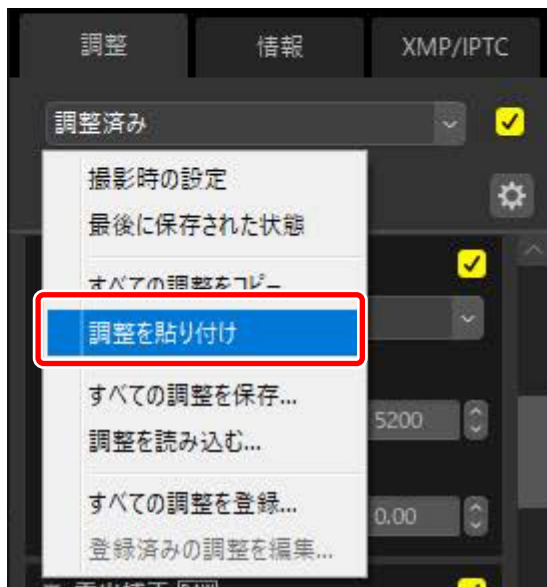 調整 情報 XMP/IPTC
調整済み
撮影時の設定
最後に保存された状態
すべての調整をコピー
調整を貼り付け
すべての調整を保存...
5200
調整を読み込む...
すべての調整を登録...
0.00
登録済みの調整を編集...